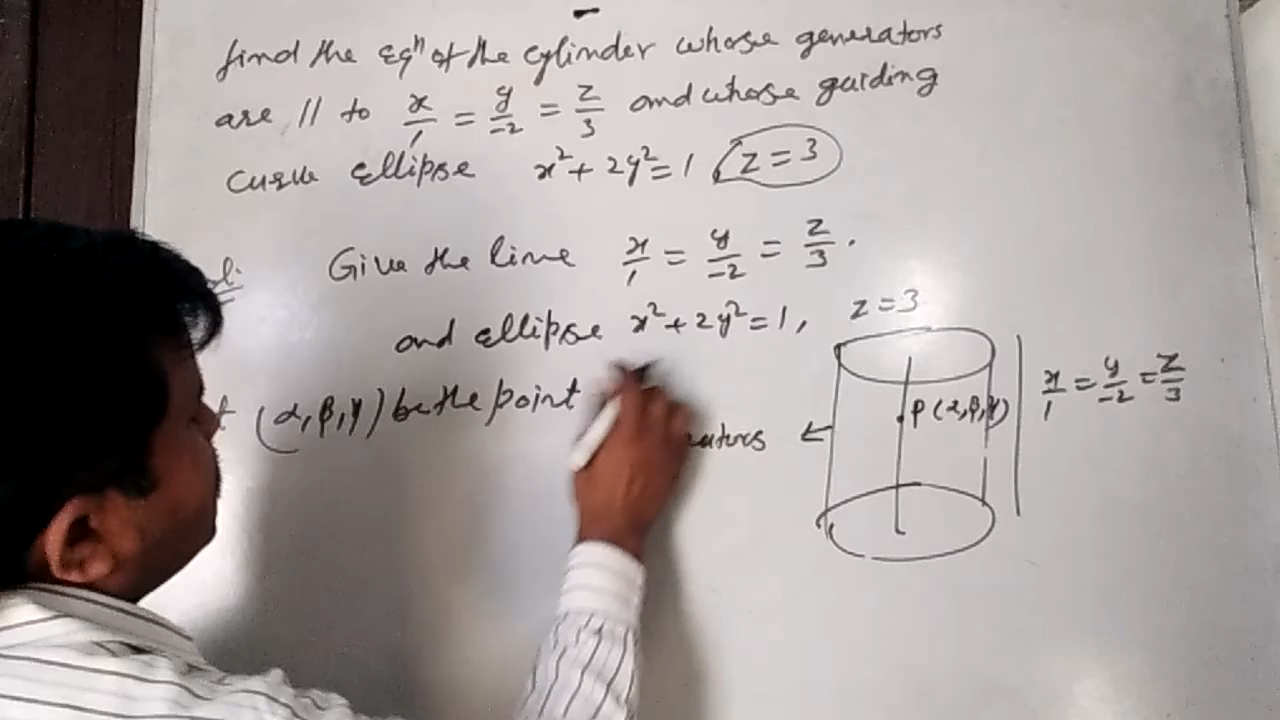 find the Eqⁿ of the cylinder whose generators
are // to x/1 = y/-2 = z/3 and whose guiding
curve ellipse x² + 2y² = 1 z = 3
Give the line x/1 = y/-2 = z/3 .
and ellipse x² + 2y² = 1, z = 3
(α, β, γ) be the point
P(α, β, γ)
x/1 = y/-2 = z/3